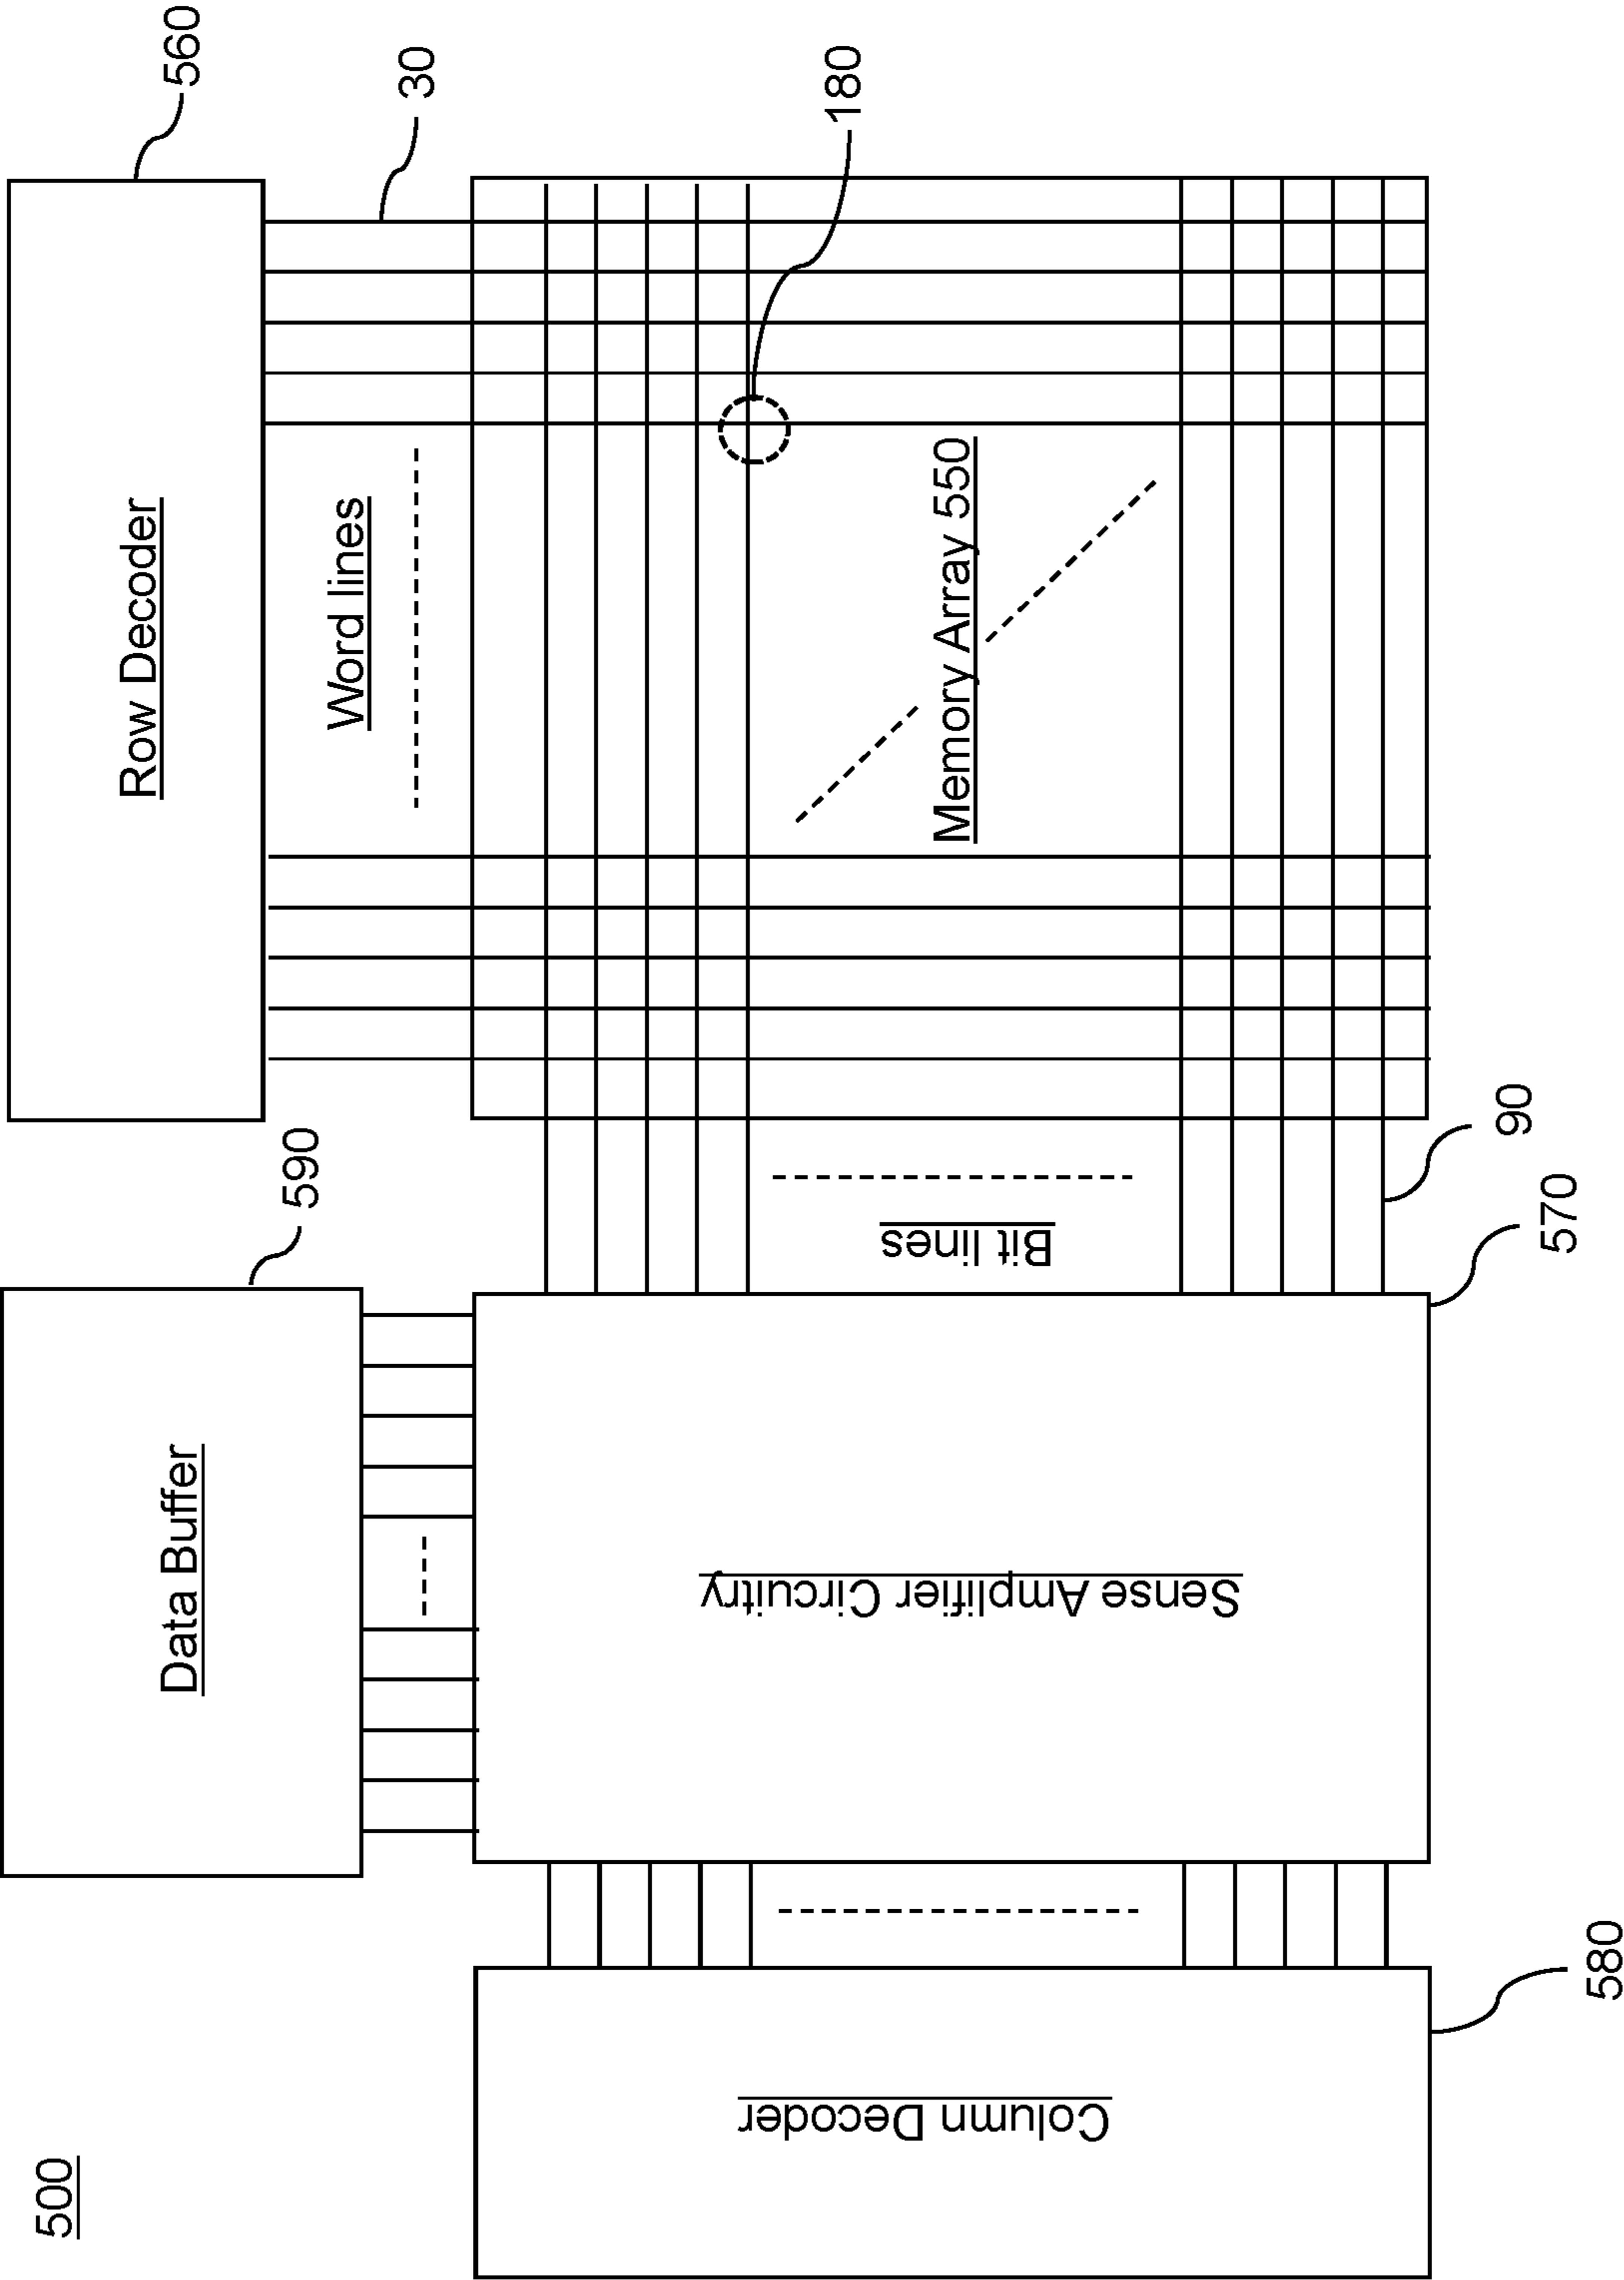 500
Row Decoder
560
Word lines
30
180
Memory Array 550
590
Data Buffer
Bit lines
90
570
Sense Amplifier Circuitry
580
Column Decoder